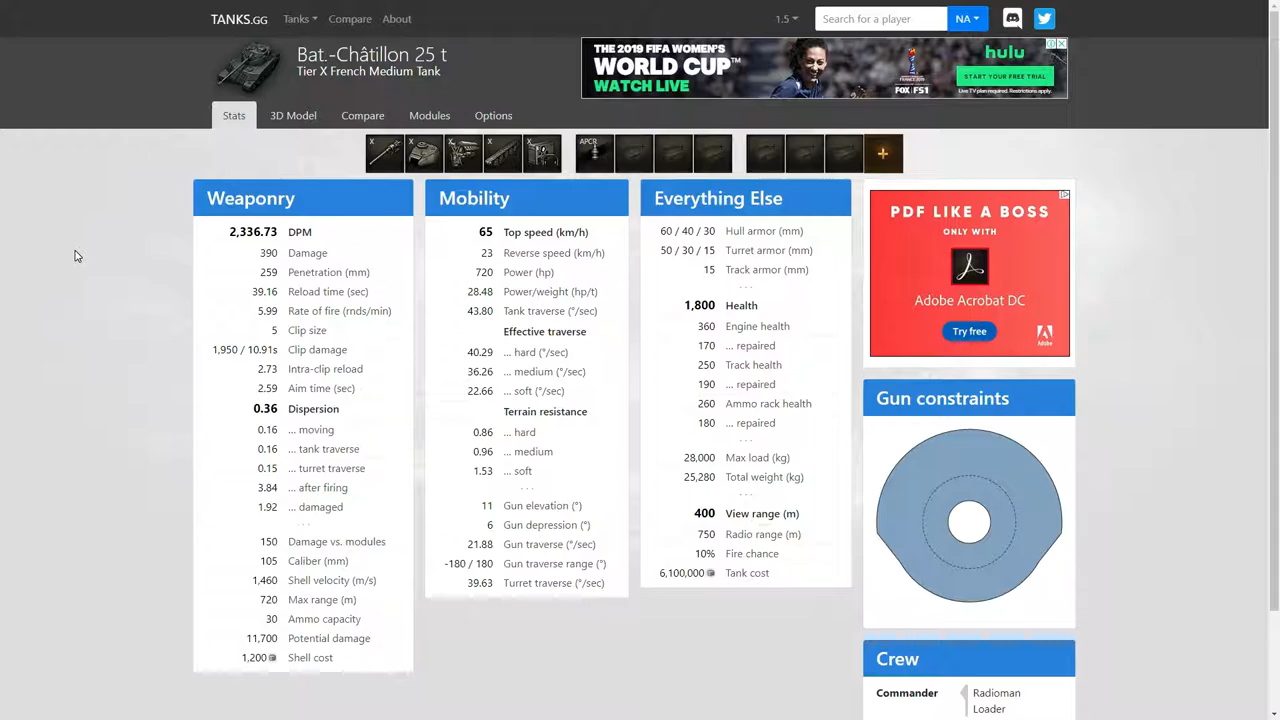 TANKS.GG Tanks Compare About 1.5 Search for a player NA
Bat.-Châtillon 25 t
Tier X French Medium Tank
THE 2019 FIFA WOMEN'S
WORLD CUP™
WATCH LIVE
FOX FS1
hulu
START YOUR FREE TRIAL
Live TV plan required. Restrictions apply.
Stats 3D Model Compare Modules Options
X X X X X APCR +
Weaponry
2,336.73 DPM
390 Damage
259 Penetration (mm)
39.16 Reload time (sec)
5.99 Rate of fire (rnds/min)
5 Clip size
1,950 / 10.91s Clip damage
2.73 Intra-clip reload
2.59 Aim time (sec)
0.36 Dispersion
0.16 ... moving
0.16 ... tank traverse
0.15 ... turret traverse
3.84 ... after firing
1.92 ... damaged
...
150 Damage vs. modules
105 Caliber (mm)
1,460 Shell velocity (m/s)
720 Max range (m)
30 Ammo capacity
11,700 Potential damage
1,200 Shell cost
Mobility
65 Top speed (km/h)
23 Reverse speed (km/h)
720 Power (hp)
28.48 Power/weight (hp/t)
43.80 Tank traverse (°/sec)
Effective traverse
40.29 ... hard (°/sec)
36.26 ... medium (°/sec)
22.66 ... soft (°/sec)
Terrain resistance
0.86 ... hard
0.96 ... medium
1.53 ... soft
...
11 Gun elevation (°)
6 Gun depression (°)
21.88 Gun traverse (°/sec)
-180 / 180 Gun traverse range (°)
39.63 Turret traverse (°/sec)
Everything Else
60 / 40 / 30 Hull armor (mm)
50 / 30 / 15 Turret armor (mm)
15 Track armor (mm)
...
1,800 Health
360 Engine health
170 ... repaired
250 Track health
190 ... repaired
260 Ammo rack health
180 ... repaired
...
28,000 Max load (kg)
25,280 Total weight (kg)
...
400 View range (m)
750 Radio range (m)
10% Fire chance
6,100,000 Tank cost
PDF LIKE A BOSS
ONLY WITH
Adobe Acrobat DC
Try free
Adobe
Gun constraints
Crew
Commander Radioman
Loader